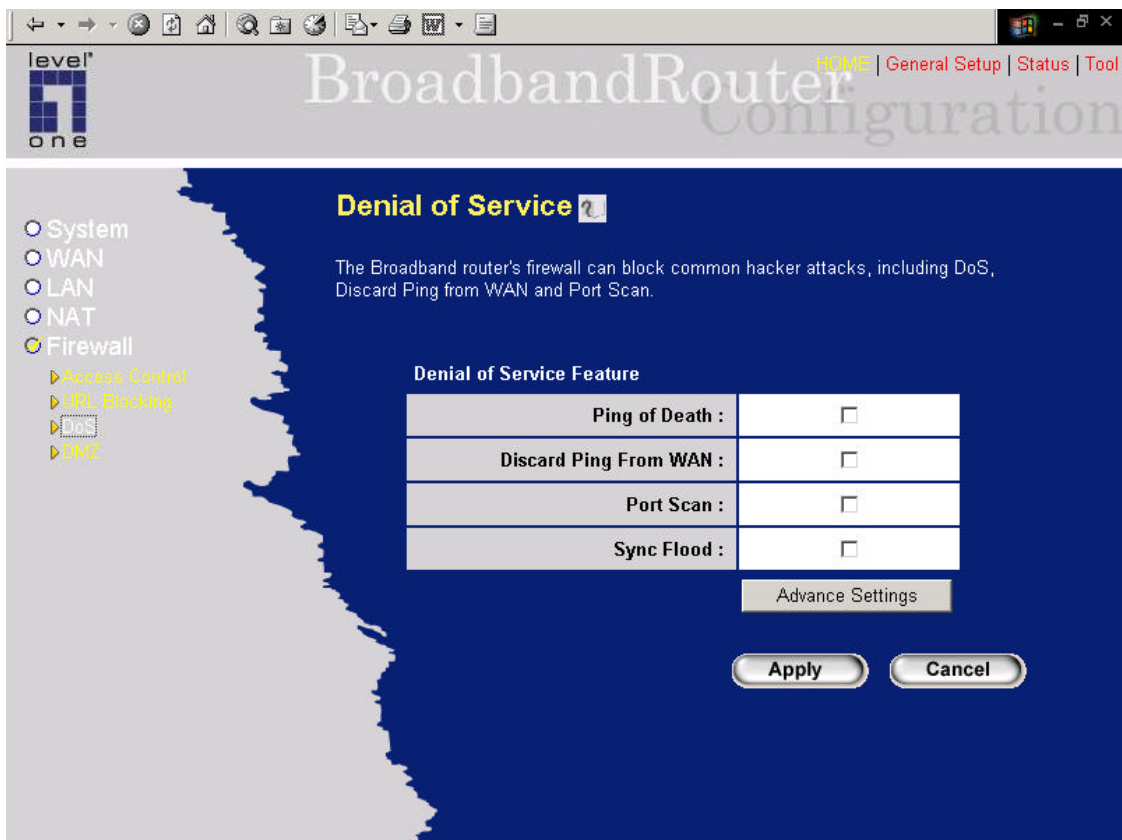 level
one
BroadbandRouter
Configuration
HOME | General Setup | Status | Tool
System
WAN
LAN
NAT
Firewall
Access Control
URL Blocking
DoS
DMZ
Denial of Service
The Broadband router's firewall can block common hacker attacks, including DoS,
Discard Ping from WAN and Port Scan.
Denial of Service Feature
Ping of Death :
Discard Ping From WAN :
Port Scan :
Sync Flood :
Advance Settings
Apply
Cancel